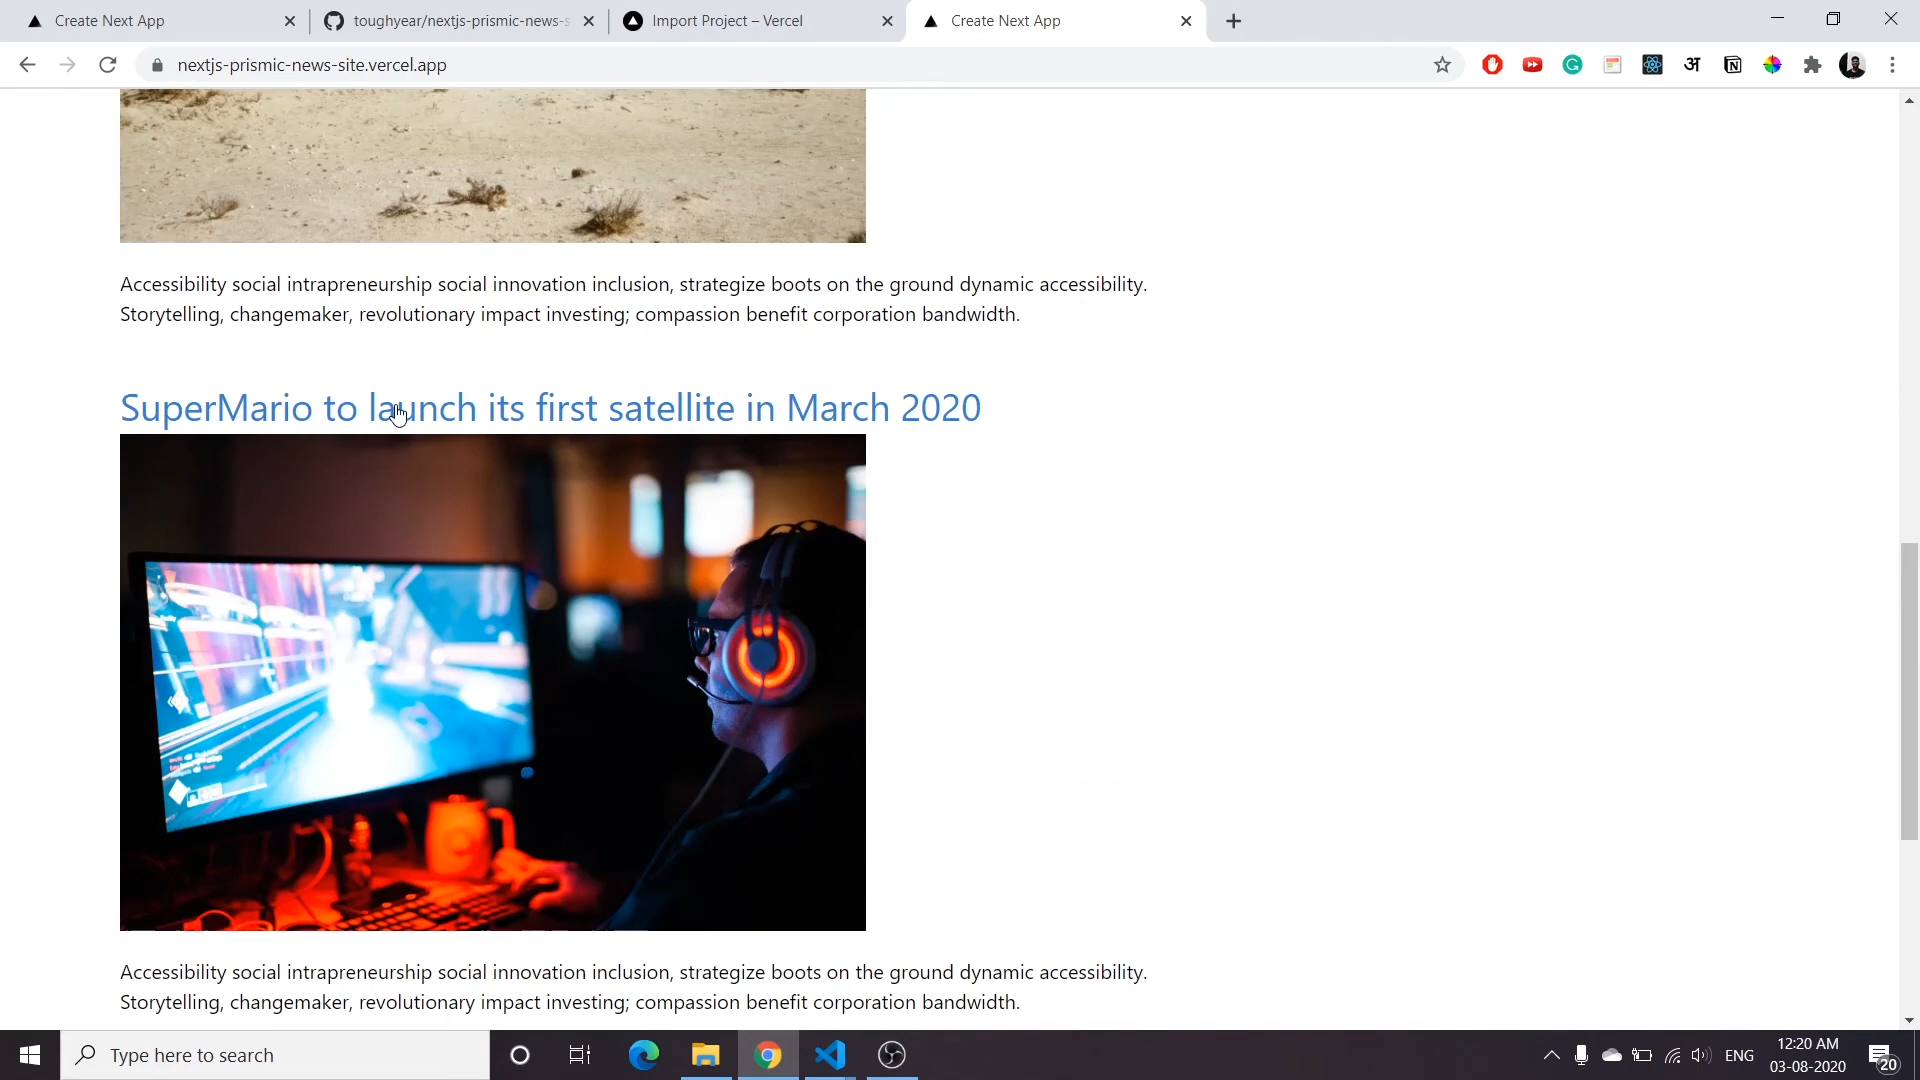 Create Next App
toughyear/nextjs-prismic-news-s
Import Project – Vercel
Create Next App
nextjs-prismic-news-site.vercel.app
अ
Accessibility social intrapreneurship social innovation inclusion, strategize boots on the ground dynamic accessibility.
Storytelling, changemaker, revolutionary impact investing; compassion benefit corporation bandwidth.
SuperMario to launch its first satellite in March 2020
Accessibility social intrapreneurship social innovation inclusion, strategize boots on the ground dynamic accessibility.
Storytelling, changemaker, revolutionary impact investing; compassion benefit corporation bandwidth.
Type here to search
ENG
12:20 AM
03-08-2020
20